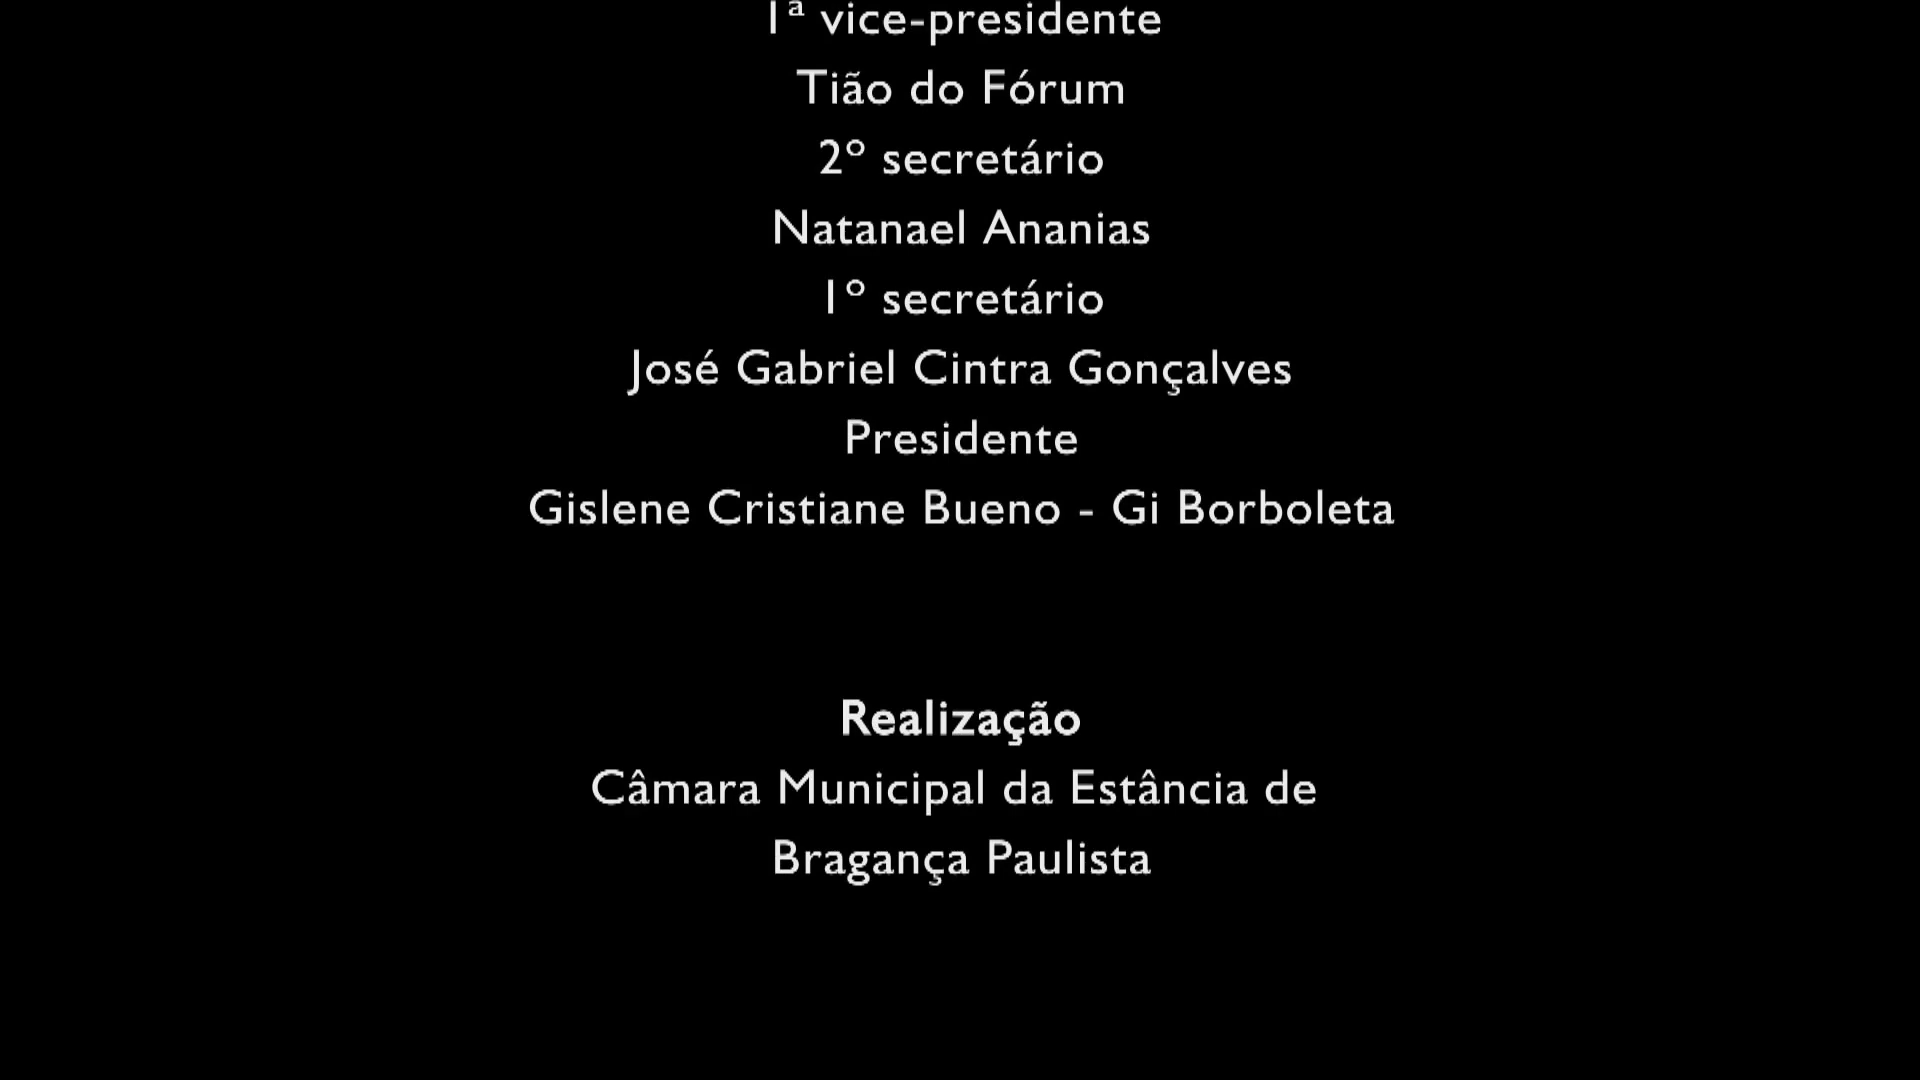 1ª vice-presidente
Tião do Fórum
2º secretário
Natanael Ananias
1º secretário
José Gabriel Cintra Gonçalves
Presidente
Gislene Cristiane Bueno - Gi Borboleta
Realização
Câmara Municipal da Estância de
Bragança Paulista